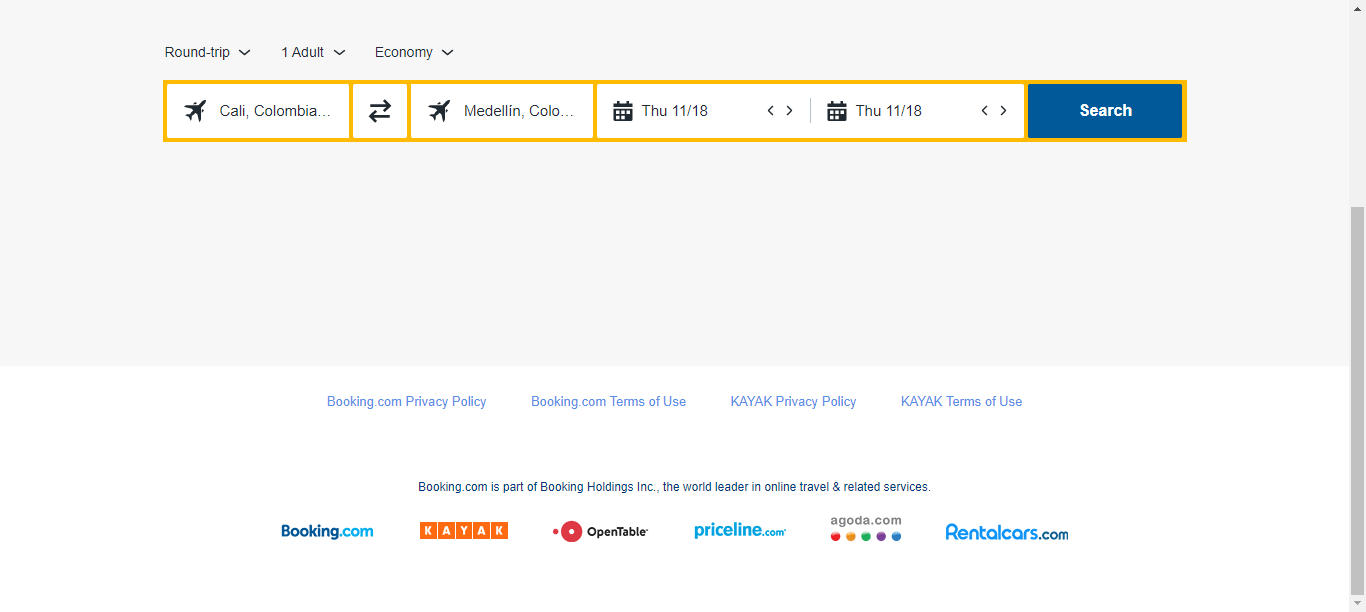 Round-trip 1 Adult Economy
Cali, Colombia... Medellín, Colo... Thu 11/18 Thu 11/18 Search
Booking.com Privacy Policy Booking.com Terms of Use KAYAK Privacy Policy KAYAK Terms of Use
Booking.com is part of Booking Holdings Inc., the world leader in online travel & related services.
Booking.com KAYAK OpenTable priceline.com agoda.com Rentalcars.com